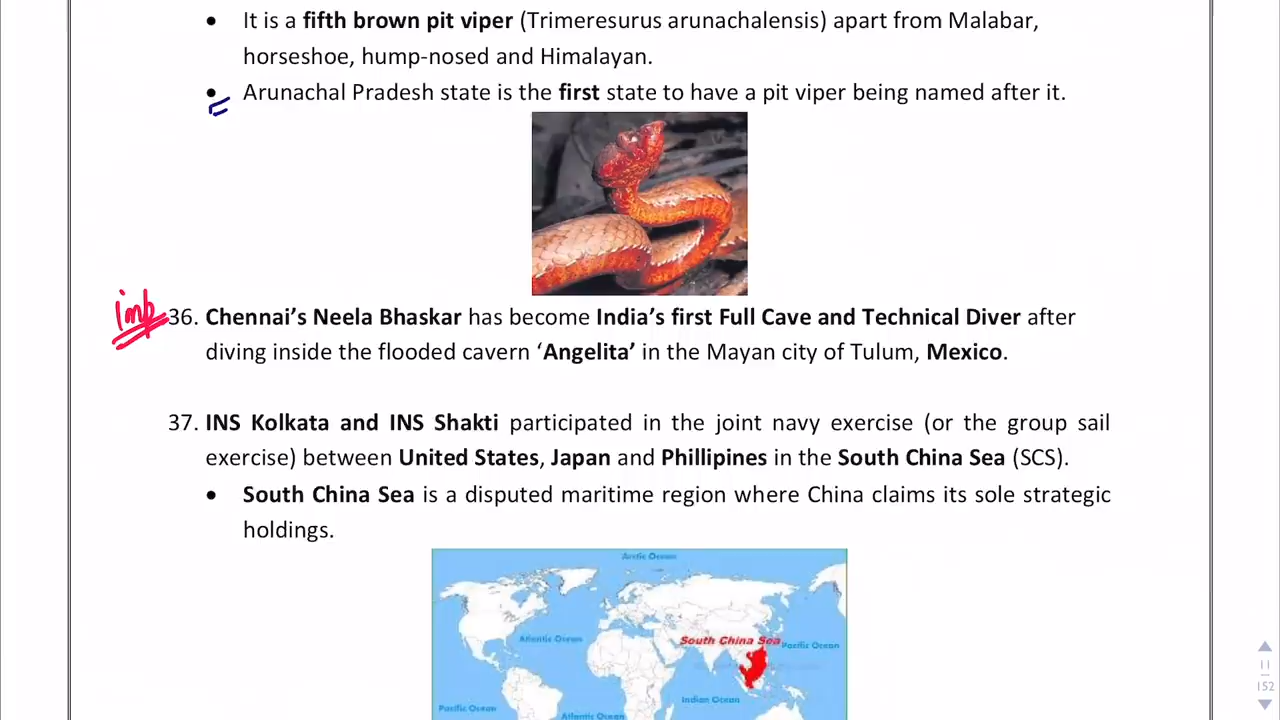 • It is a fifth brown pit viper (Trimeresurus arunachalensis) apart from Malabar,
horseshoe, hump-nosed and Himalayan.
• Arunachal Pradesh state is the first state to have a pit viper being named after it.
imp
36. Chennai’s Neela Bhaskar has become India’s first Full Cave and Technical Diver after
diving inside the flooded cavern ‘Angelita’ in the Mayan city of Tulum, Mexico.
37. INS Kolkata and INS Shakti participated in the joint navy exercise (or the group sail
exercise) between United States, Japan and Phillipines in the South China Sea (SCS).
• South China Sea is a disputed maritime region where China claims its sole strategic
holdings.
Arctic Ocean
Atlantic Ocean
South China Sea
Pacific Ocean
Indian Ocean
Pacific Ocean
Atlantic Ocean
11
152